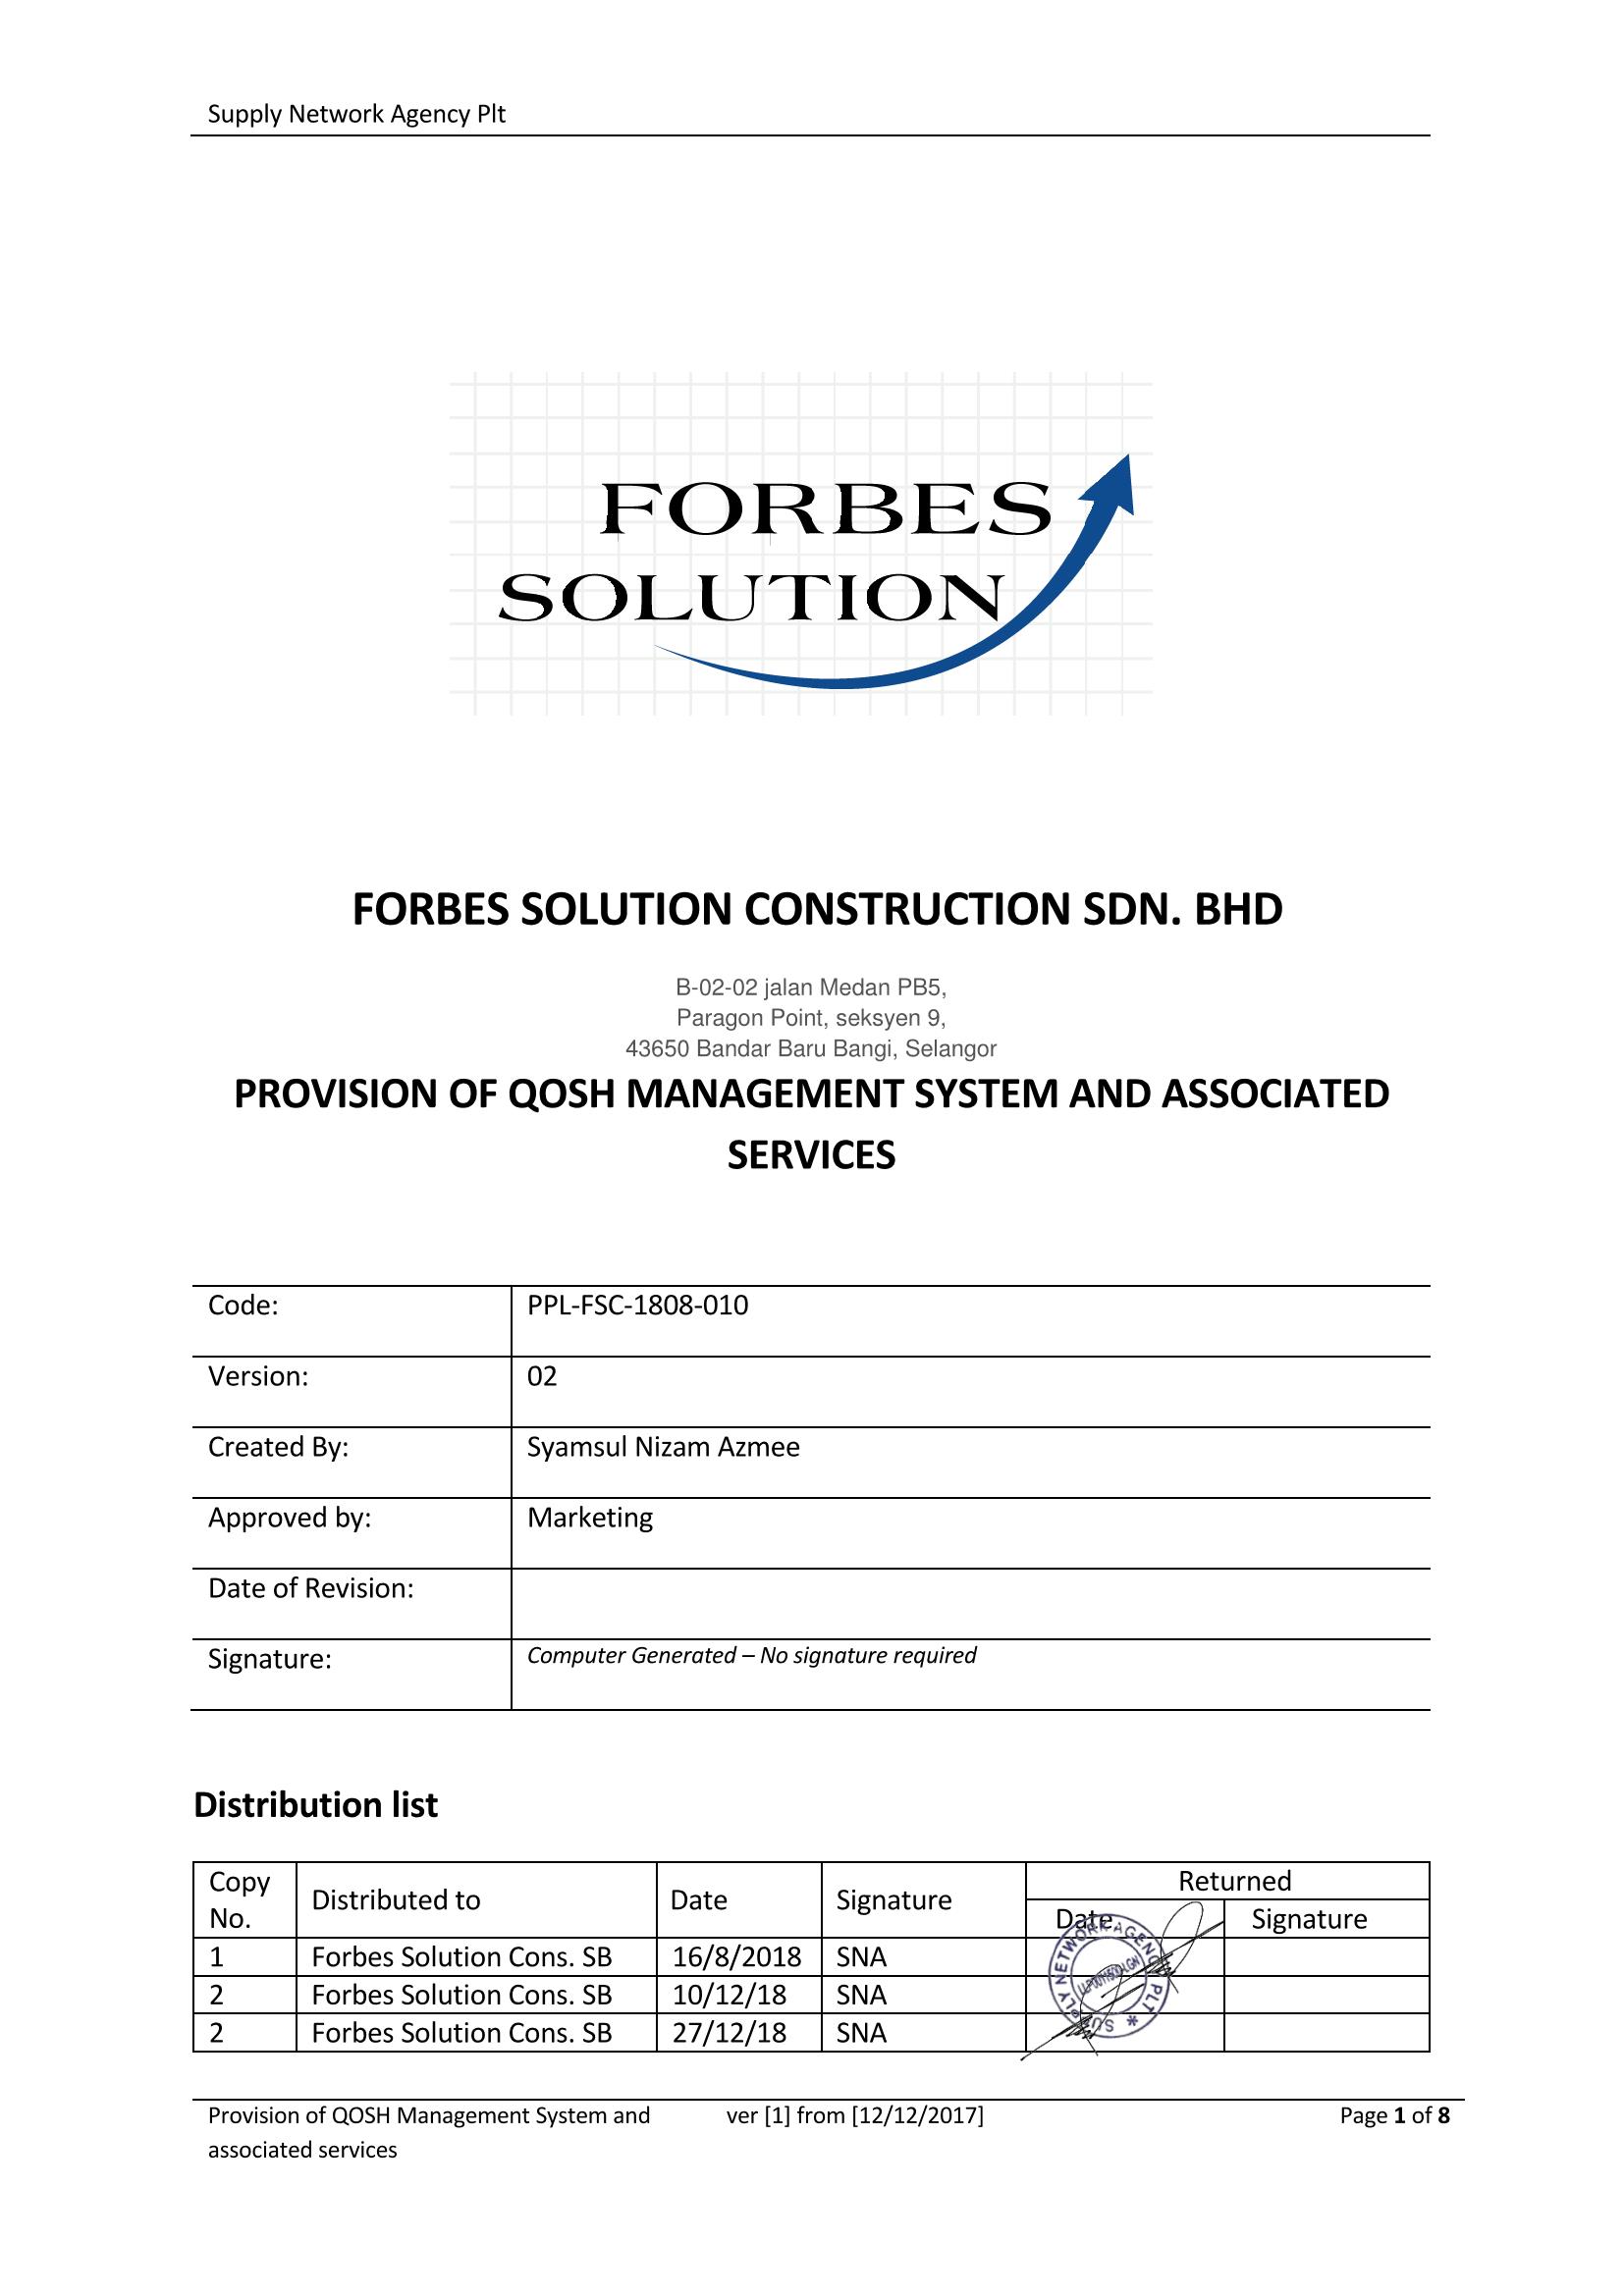 Supply Network Agency Plt
FORBES
SOLUTION
FORBES SOLUTION CONSTRUCTION SDN. BHD
B-02-02 jalan Medan PB5,
Paragon Point, seksyen 9,
43650 Bandar Baru Bangi, Selangor
PROVISION OF QOSH MANAGEMENT SYSTEM AND ASSOCIATED
SERVICES
Code: PPL-FSC-1808-010
Version: 02
Created By: Syamsul Nizam Azmee
Approved by: Marketing
Date of Revision:
Signature: Computer Generated – No signature required
Distribution list
Copy No. Distributed to Date Signature Returned
Date Signature
1 Forbes Solution Cons. SB 16/8/2018 SNA
2 Forbes Solution Cons. SB 10/12/18 SNA
2 Forbes Solution Cons. SB 27/12/18 SNA
SUPPLY NETWORK AGENCY PLT *
Provision of QOSH Management System and ver [1] from [12/12/2017] Page 1 of 8
associated services